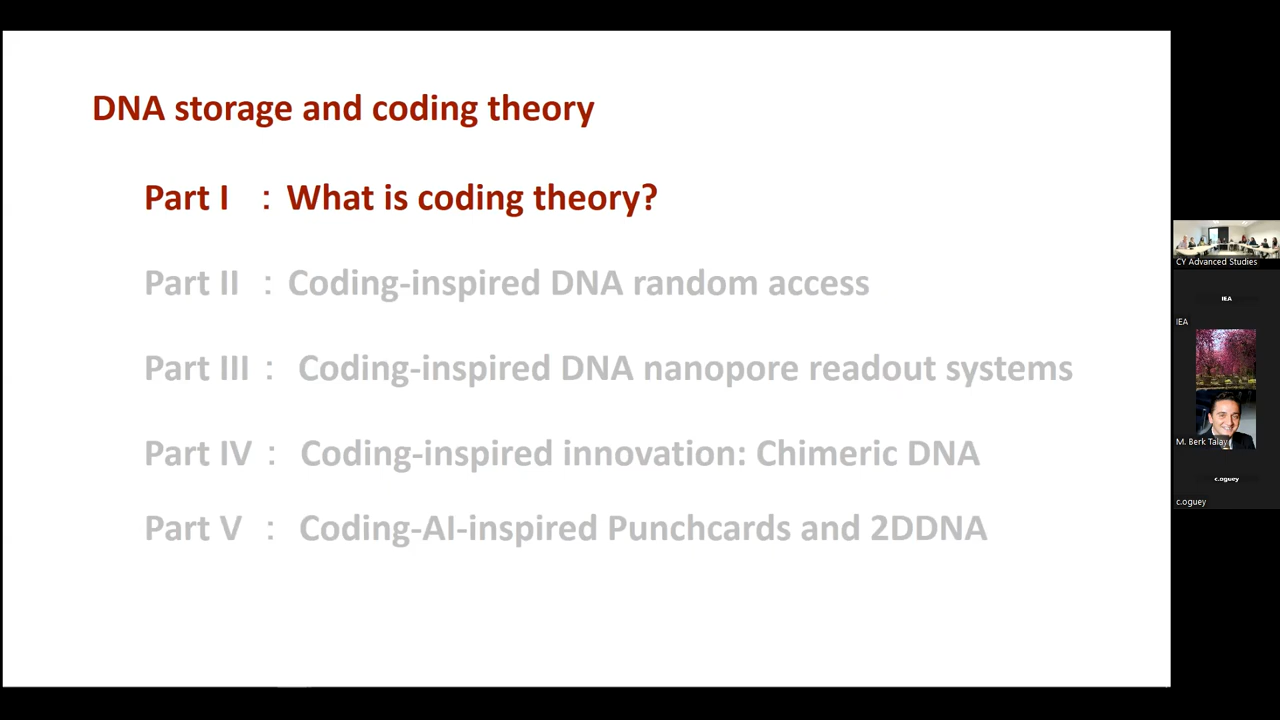 DNA storage and coding theory
Part I : What is coding theory?
Part II : Coding-inspired DNA random access
Part III : Coding-inspired DNA nanopore readout systems
Part IV : Coding-inspired innovation: Chimeric DNA
Part V : Coding-AI-inspired Punchcards and 2DDNA
CY Advanced Studies
IEA
IEA
M. Berk Talay
c.oguey
c.oguey